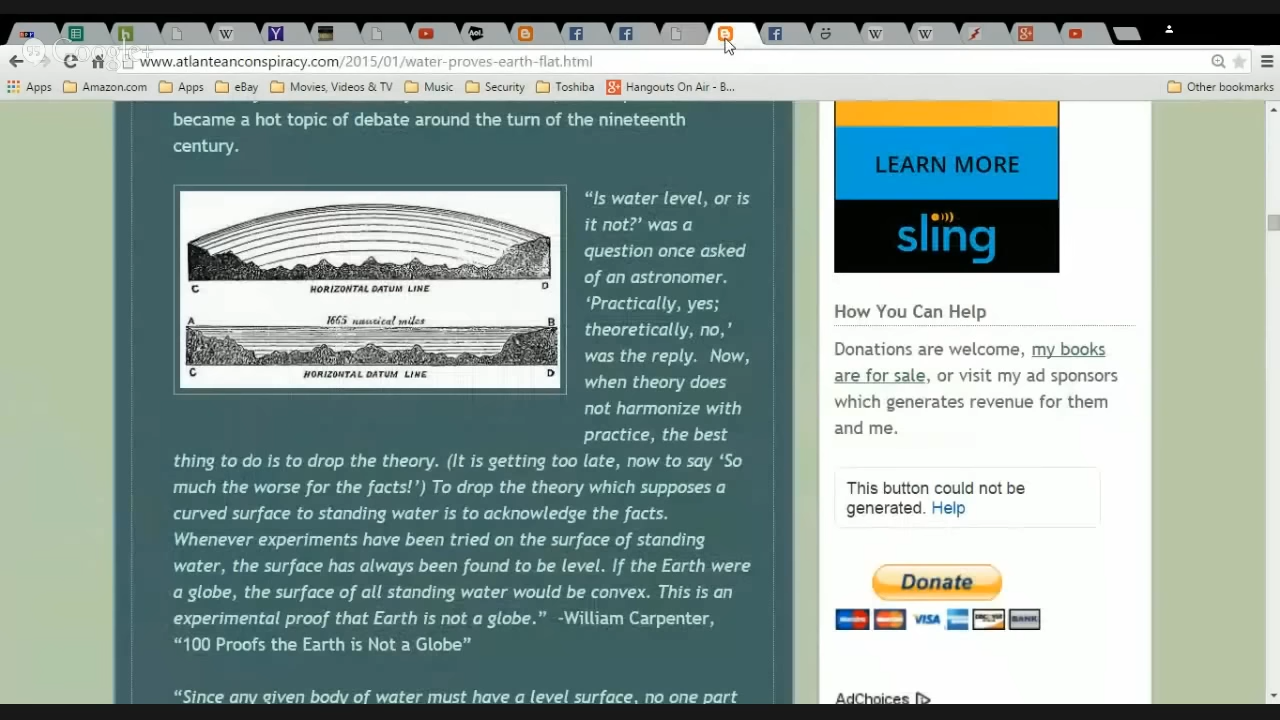 Google+
www.atlanteanconspiracy.com/2015/01/water-proves-earth-flat.html
Apps
Amazon.com
Apps
eBay
Movies, Videos & TV
Music
Security
Toshiba
Hangouts On Air - B...
Other bookmarks
became a hot topic of debate around the turn of the nineteenth
century.
C
HORIZONTAL DATUM LINE
D
A
1665 nautical miles
B
C
HORIZONTAL DATUM LINE
D
“Is water level, or is
it not?’ was a
question once asked
of an astronomer.
‘Practically, yes;
theoretically, no,’
was the reply. Now,
when theory does
not harmonize with
practice, the best
thing to do is to drop the theory. (It is getting too late, now to say ‘So
much the worse for the facts!’) To drop the theory which supposes a
curved surface to standing water is to acknowledge the facts.
Whenever experiments have been tried on the surface of standing
water, the surface has always been found to be level. If the Earth were
a globe, the surface of all standing water would be convex. This is an
experimental proof that Earth is not a globe.” -William Carpenter,
“100 Proofs the Earth is Not a Globe”
“Since any given body of water must have a level surface, no one part
LEARN MORE
sling
How You Can Help
Donations are welcome, my books
are for sale, or visit my ad sponsors
which generates revenue for them
and me.
This button could not be
generated. Help
Donate
VISA
BANK
AdChoices